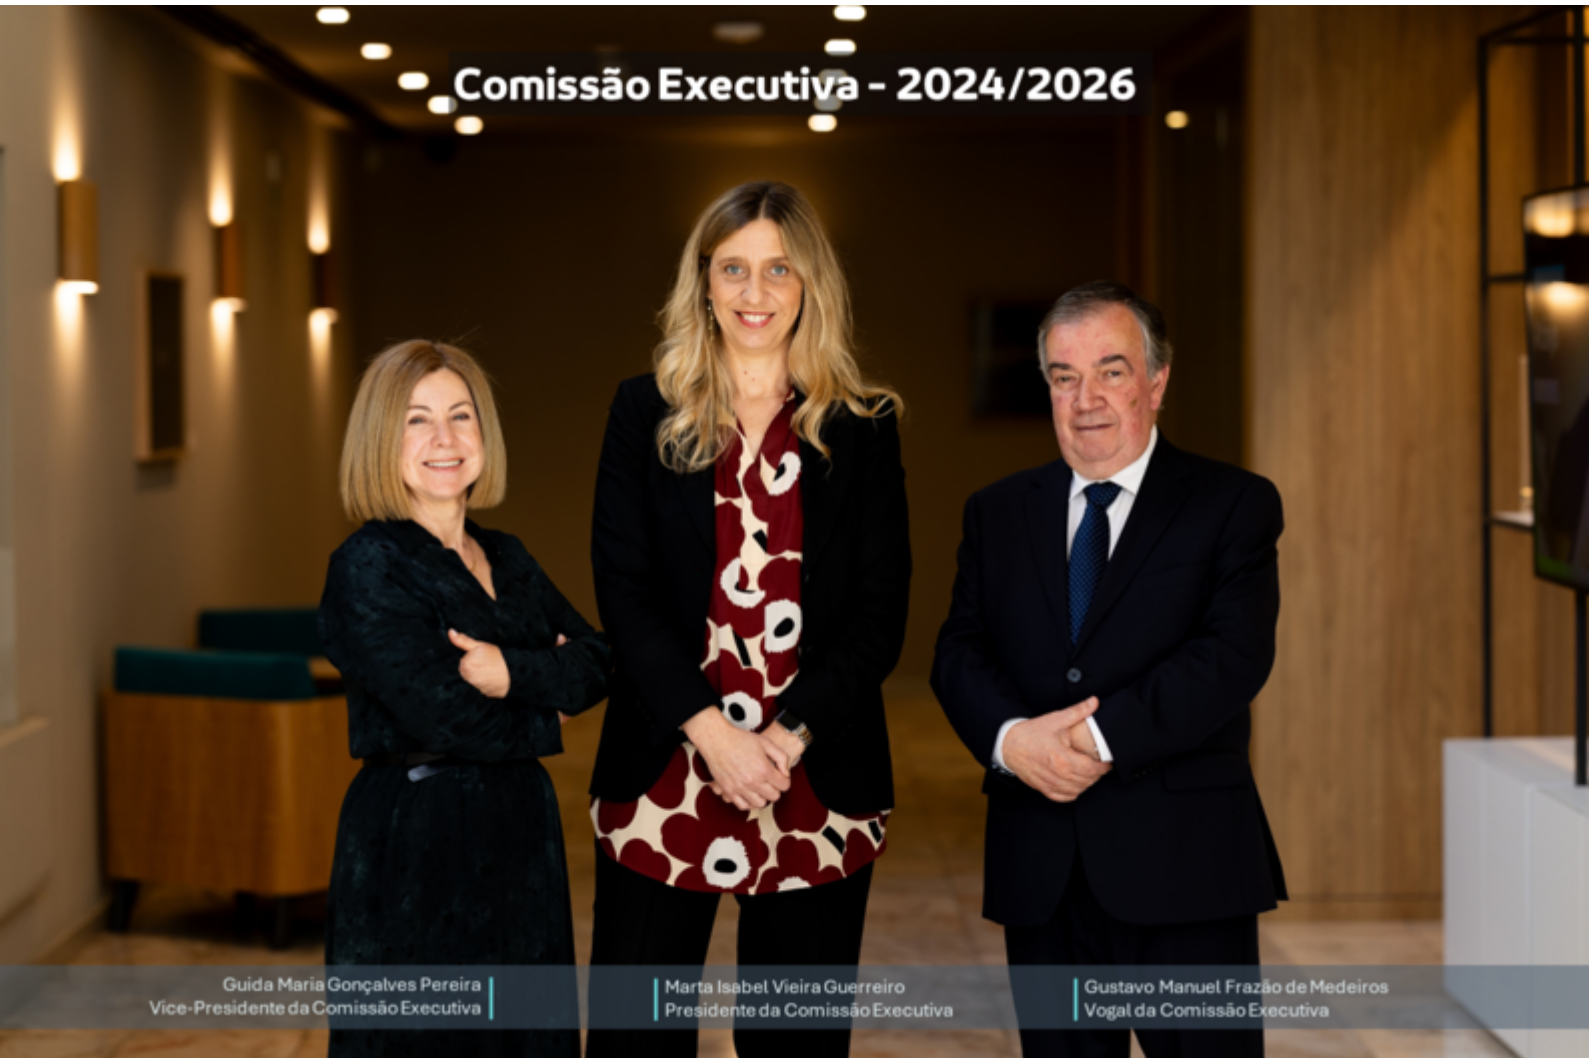 Comissão Executiva - 2024/2026
Guida Maria Gonçalves Pereira
Vice-Presidente da Comissão Executiva
Marta Isabel Vieira Guerreiro
Presidente da Comissão Executiva
Gustavo Manuel Frazão de Medeiros
Vogal da Comissão Executiva